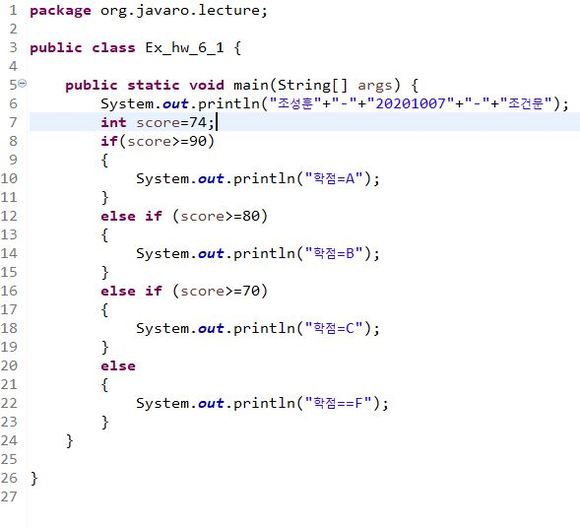 1 package org.javaro.lecture;
2
3 public class Ex_hw_6_1 {
4
5 public static void main(String[] args) {
6 System.out.println("조성훈"+"-"+"20201007"+"-"+"조건문");
7 int score=74;
8 if(score>=90)
9 {
10 System.out.println("학점=A");
11 }
12 else if (score>=80)
13 {
14 System.out.println("학점=B");
15 }
16 else if (score>=70)
17 {
18 System.out.println("학점=C");
19 }
20 else
21 {
22 System.out.println("학점==F");
23 }
24 }
25
26 }
27